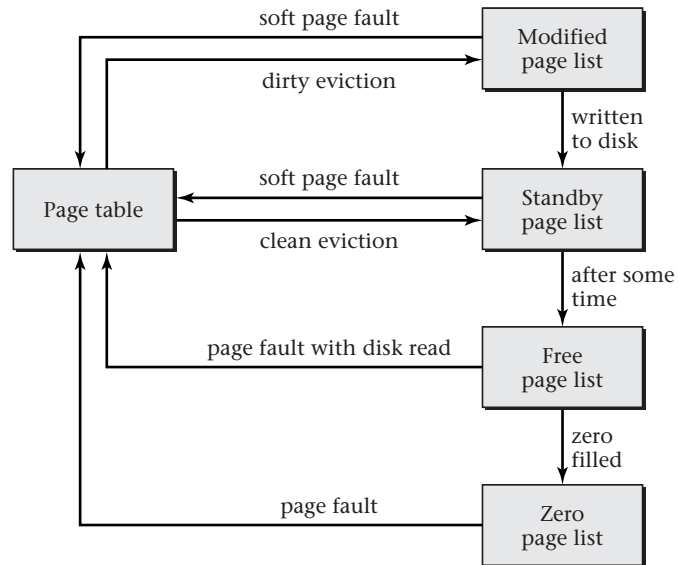 soft page fault
Modified
page list
dirty eviction
written
to disk
Page table
soft page fault
Standby
page list
clean eviction
after some
time
page fault with disk read
Free
page list
zero
filled
page fault
Zero
page list